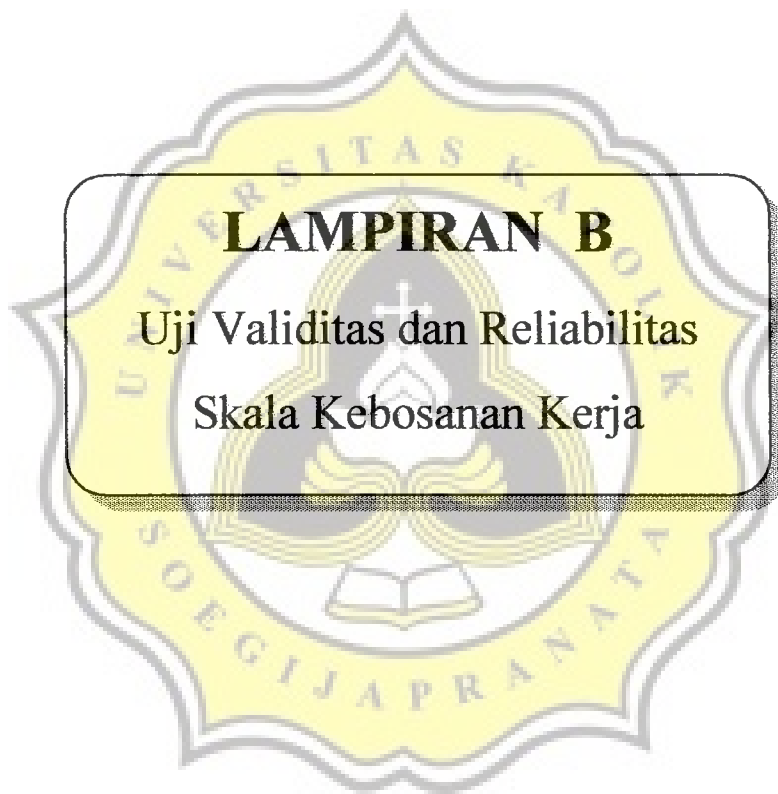 UNIVERSITAS KATOLIK
LAMPIRAN B
Uji Validitas dan Reliabilitas
Skala Kebosanan Kerja
SOEGIJAPRANATA